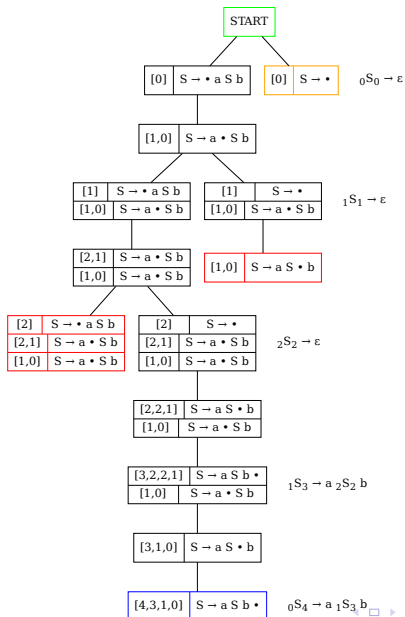 START
[0] S → • a S b
[0] S → •
₀S₀ → ε
[1,0] S → a • S b
[1] S → • a S b
[1,0] S → a • S b
[1] S → •
[1,0] S → a • S b
₁S₁ → ε
[2,1] S → a • S b
[1,0] S → a • S b
[1,0] S → a S • b
[2] S → • a S b
[2,1] S → a • S b
[1,0] S → a • S b
[2] S → •
[2,1] S → a • S b
[1,0] S → a • S b
₂S₂ → ε
[2,2,1] S → a S • b
[1,0] S → a • S b
[3,2,2,1] S → a S b •
[1,0] S → a • S b
₁S₃ → a ₂S₂ b
[3,1,0] S → a S • b
[4,3,1,0] S → a S b •
₀S₄ → a ₁S₃ b